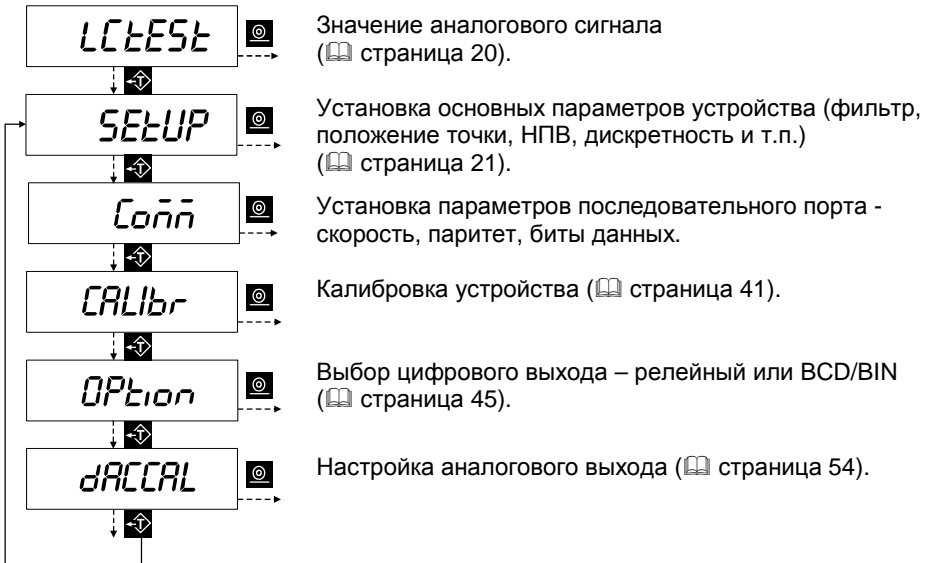 LCtESt
Значение аналогового сигнала
(🕮 страница 20).
SEtUP
Установка основных параметров устройства (фильтр,
положение точки, НПВ, дискретность и т.п.)
(🕮 страница 21).
Comm
Установка параметров последовательного порта -
скорость, паритет, биты данных.
CALIbr
Калибровка устройства (🕮 страница 41).
OPtion
Выбор цифрового выхода – релейный или BCD/BIN
(🕮 страница 45).
dACCAL
Настройка аналогового выхода (🕮 страница 54).